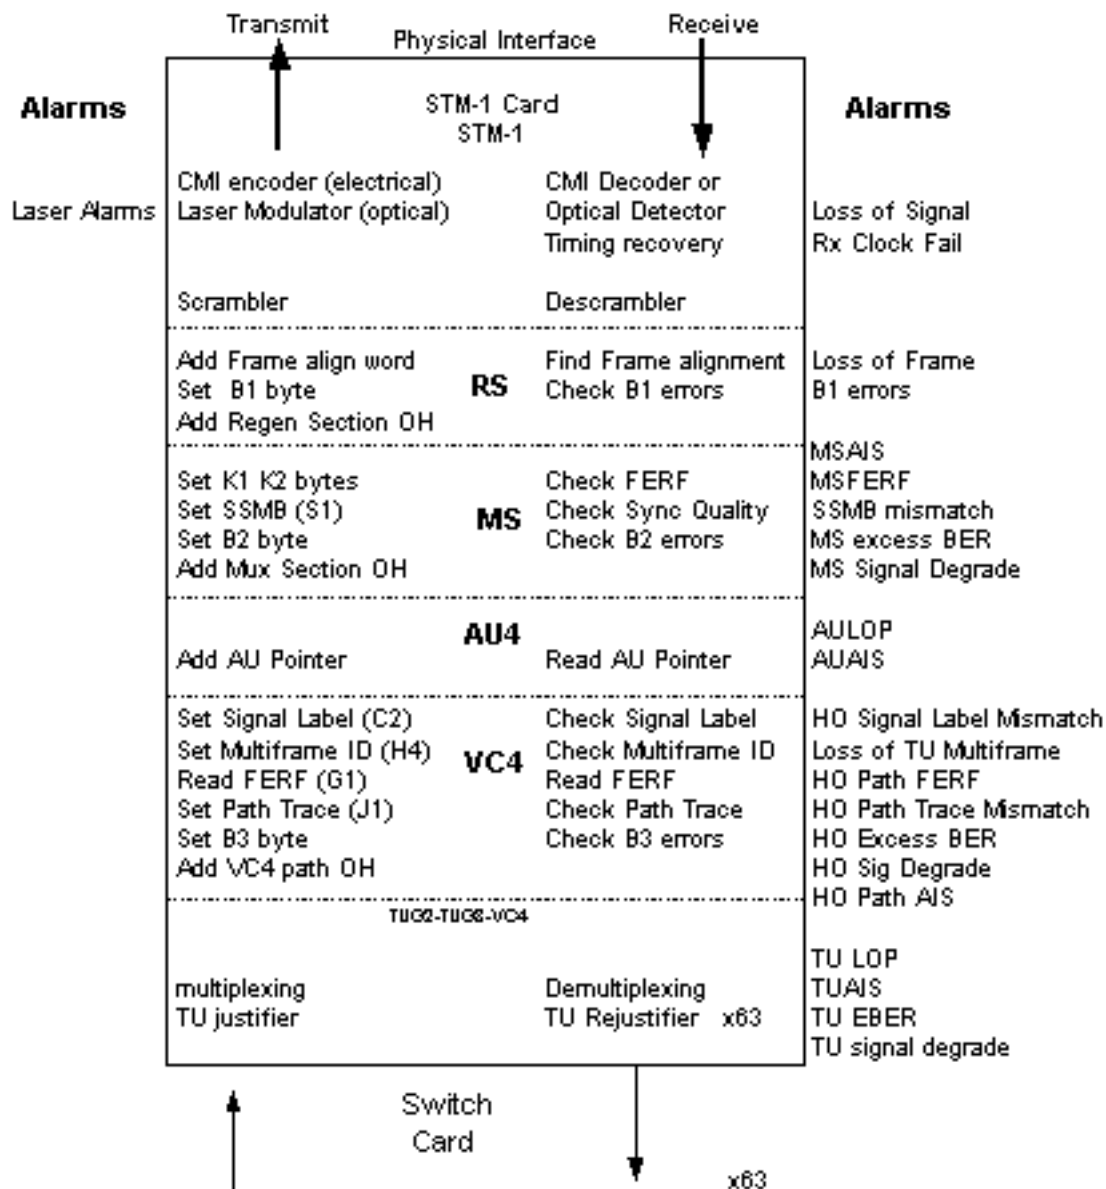 Transmit Receive
Physical Interface
Alarms STM-1 Card Alarms
STM-1
CMI encoder (electrical) CMI Decoder or
Laser Alarms Laser Modulator (optical) Optical Detector Loss of Signal
Timing recovery Rx Clock Fail
Scrambler Descrambler
Add Frame align word Find Frame alignment Loss of Frame
Set B1 byte RS Check B1 errors B1 errors
Add Regen Section OH
MSAIS
Set K1 K2 bytes Check FERF MSFERF
Set SSMB (S1) MS Check Sync Quality SSMB mismatch
Set B2 byte Check B2 errors MS excess BER
Add Mux Section OH MS Signal Degrade
AU4 AULOP
Add AU Pointer Read AU Pointer AUAIS
Set Signal Label (C2) Check Signal Label HO Signal Label Mismatch
Set Multiframe ID (H4) VC4 Check Multiframe ID Loss of TU Multiframe
Read FERF (G1) Read FERF HO Path FERF
Set Path Trace (J1) Check Path Trace HO Path Trace Mismatch
Set B3 byte Check B3 errors HO Excess BER
Add VC4 path OH HO Sig Degrade
HO Path AIS
TUG2-TUG3-VC4
TU LOP
multiplexing Demultiplexing TUAIS
TU justifier TU Rejustifier x63 TU EBER
TU signal degrade
Switch
Card
x63